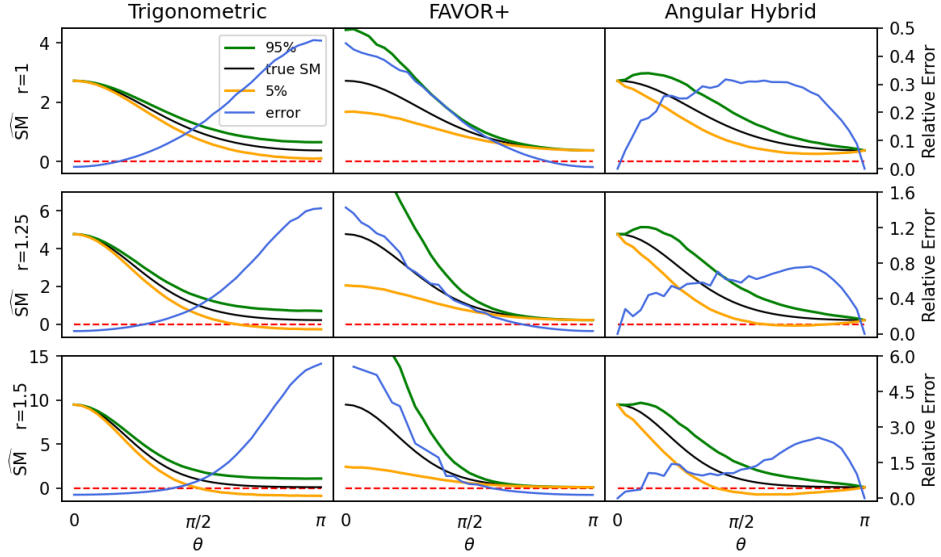 Trigonometric FAVOR+ Angular Hybrid
4
2
0
SM r=1
95%
true SM
5%
error
0.5
0.4
0.3
0.2
0.1
0.0
Relative Error
6
4
2
0
SM r=1.25
1.6
1.2
0.8
0.4
0.0
Relative Error
15
10
5
0
SM r=1.5
6.0
4.5
3.0
1.5
0.0
Relative Error
0 π/2 π 0 π/2 π 0 π/2 π
θ θ θ